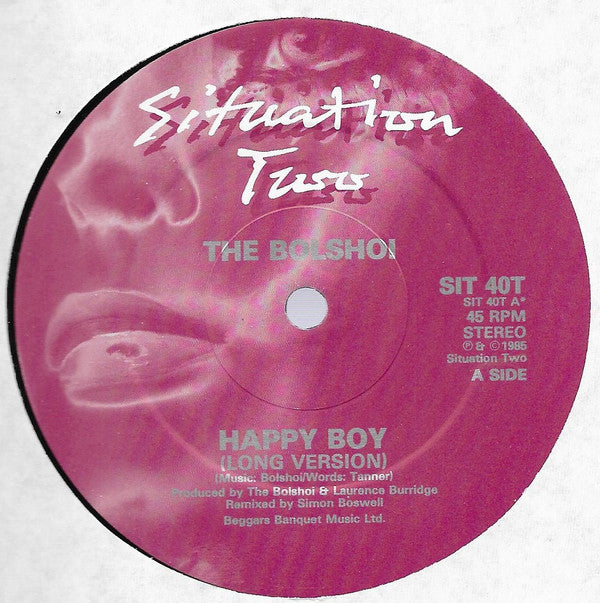 Situation
Two
THE BOLSHOI
SIT 40T
SIT 40T A*
45 RPM
STEREO
℗ & © 1985
Situation Two
A SIDE
HAPPY BOY
(LONG VERSION)
(Music: Bolshoi/Words: Tanner)
Produced by The Bolshoi & Laurence Burridge
Remixed by Simon Boswell
Beggars Banquet Music Ltd.